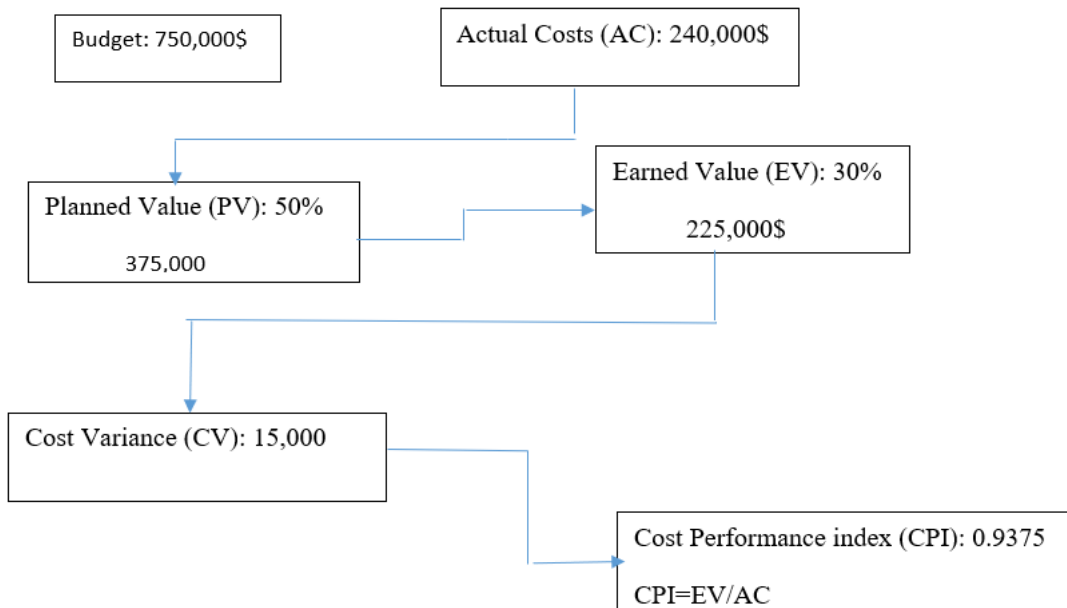 Budget: 750,000$
Actual Costs (AC): 240,000$
Planned Value (PV): 50%
375,000
Earned Value (EV): 30%
225,000$
Cost Variance (CV): 15,000
Cost Performance index (CPI): 0.9375
CPI=EV/AC